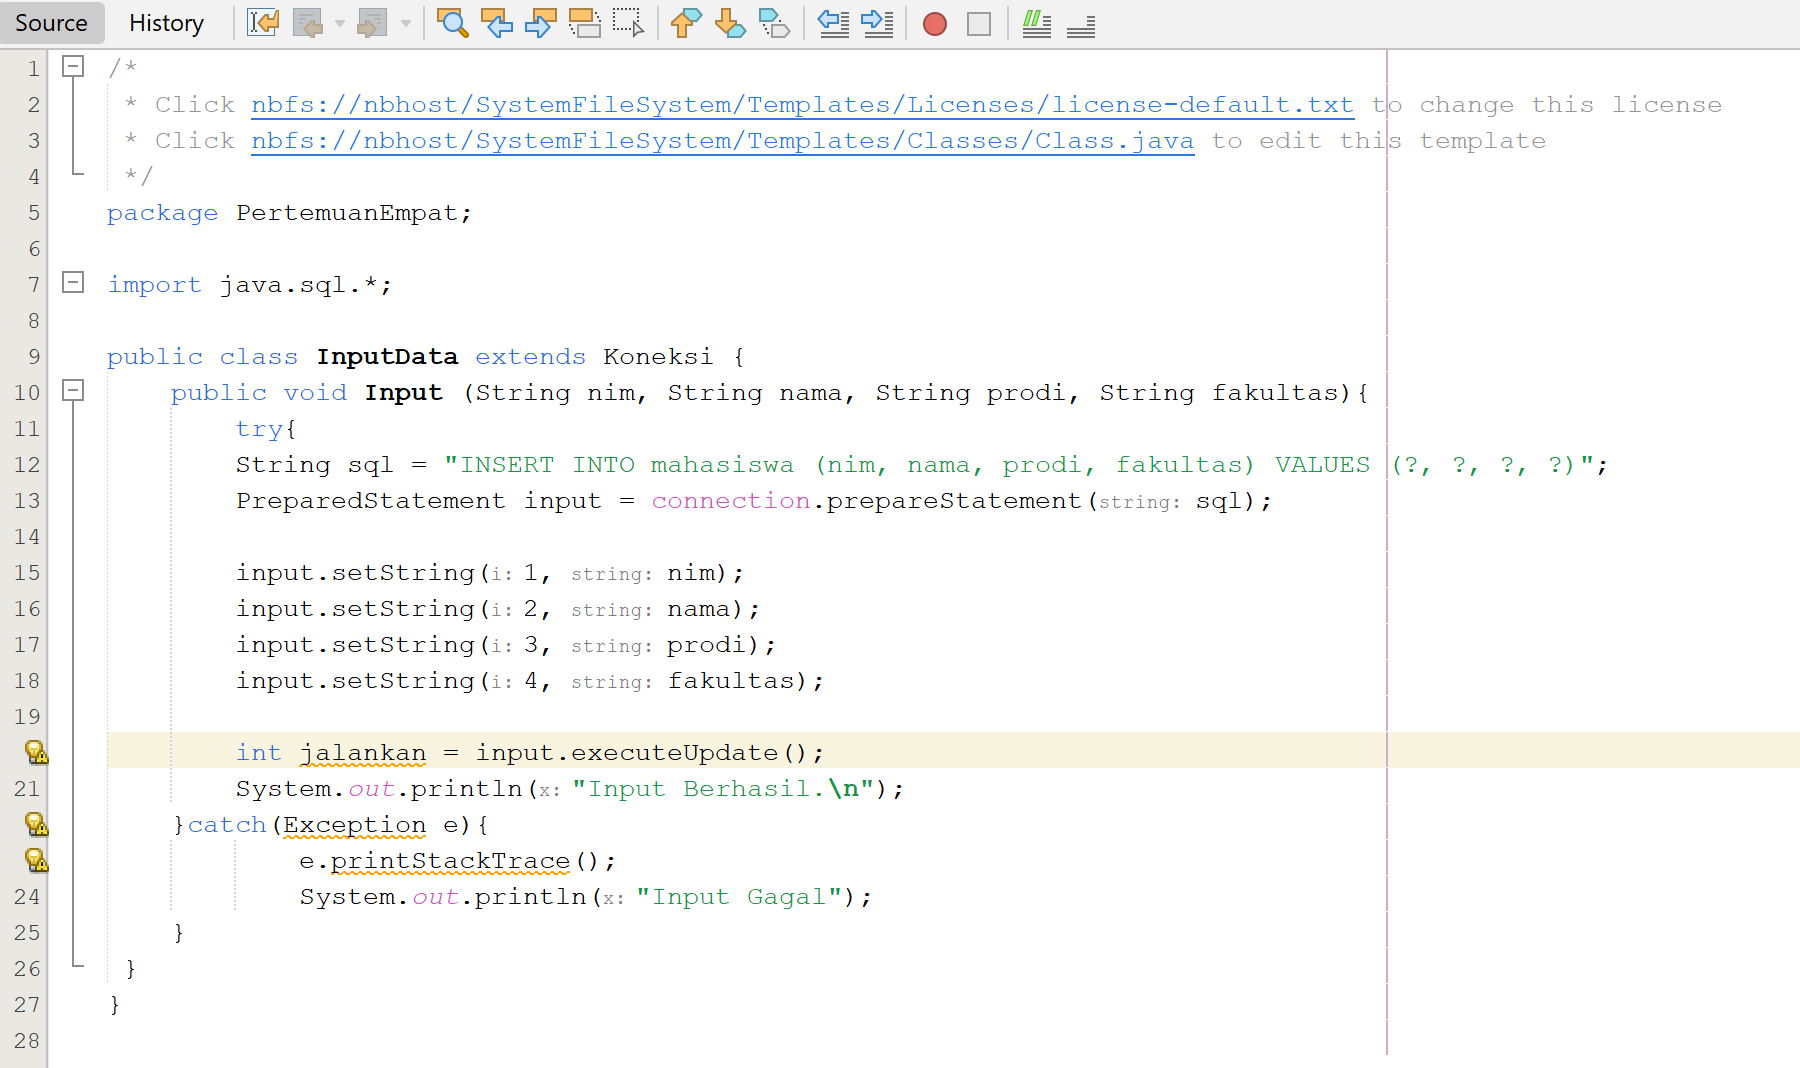 Source History
1 /*
2 * Click nbfs://nbhost/SystemFileSystem/Templates/Licenses/license-default.txt to change this license
3 * Click nbfs://nbhost/SystemFileSystem/Templates/Classes/Class.java to edit this template
4 */
5 package PertemuanEmpat;
6
7 import java.sql.*;
8
9 public class InputData extends Koneksi {
10 public void Input (String nim, String nama, String prodi, String fakultas){
11 try{
12 String sql = "INSERT INTO mahasiswa (nim, nama, prodi, fakultas) VALUES (?, ?, ?, ?)";
13 PreparedStatement input = connection.prepareStatement(string: sql);
14
15 input.setString(i: 1, string: nim);
16 input.setString(i: 2, string: nama);
17 input.setString(i: 3, string: prodi);
18 input.setString(i: 4, string: fakultas);
19
int jalankan = input.executeUpdate();
21 System.out.println(x: "Input Berhasil.\n");
}catch(Exception e){
e.printStackTrace();
24 System.out.println(x: "Input Gagal");
25 }
26 }
27 }
28